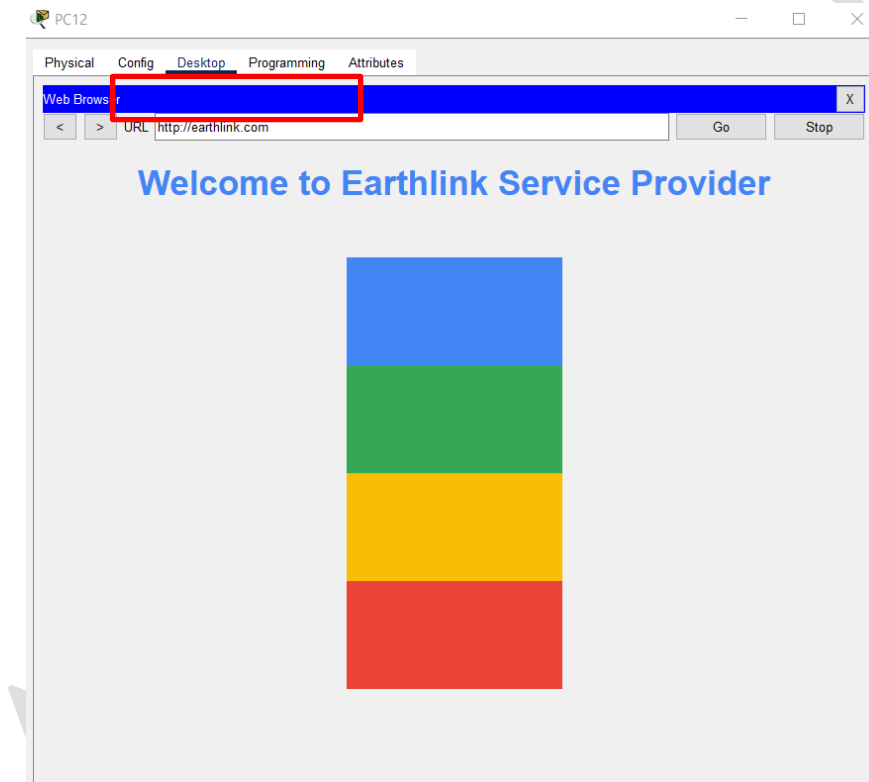 PC12
Physical Config Desktop Programming Attributes
Web Browser X
< > URL http://earthlink.com Go Stop
Welcome to Earthlink Service Provider